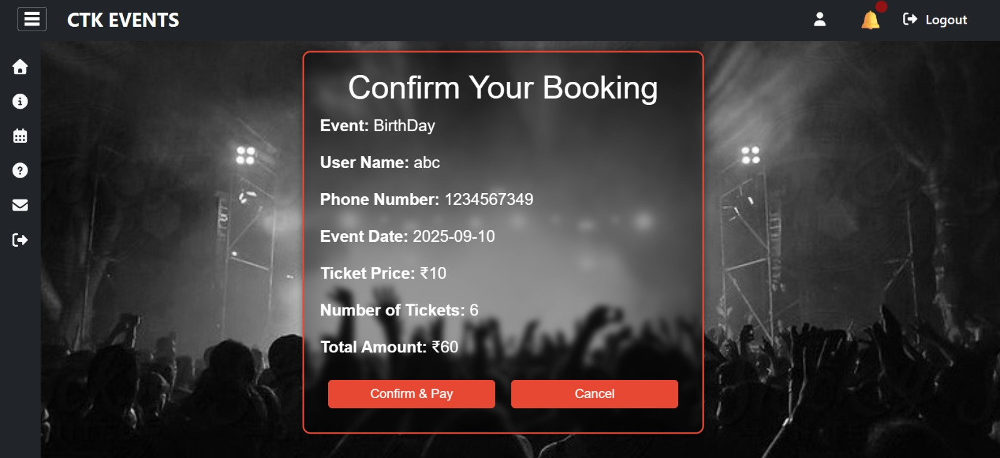 CTK EVENTS
Logout
Confirm Your Booking
Event: BirthDay
User Name: abc
Phone Number: 1234567349
Event Date: 2025-09-10
Ticket Price: ₹10
Number of Tickets: 6
Total Amount: ₹60
Confirm & Pay
Cancel